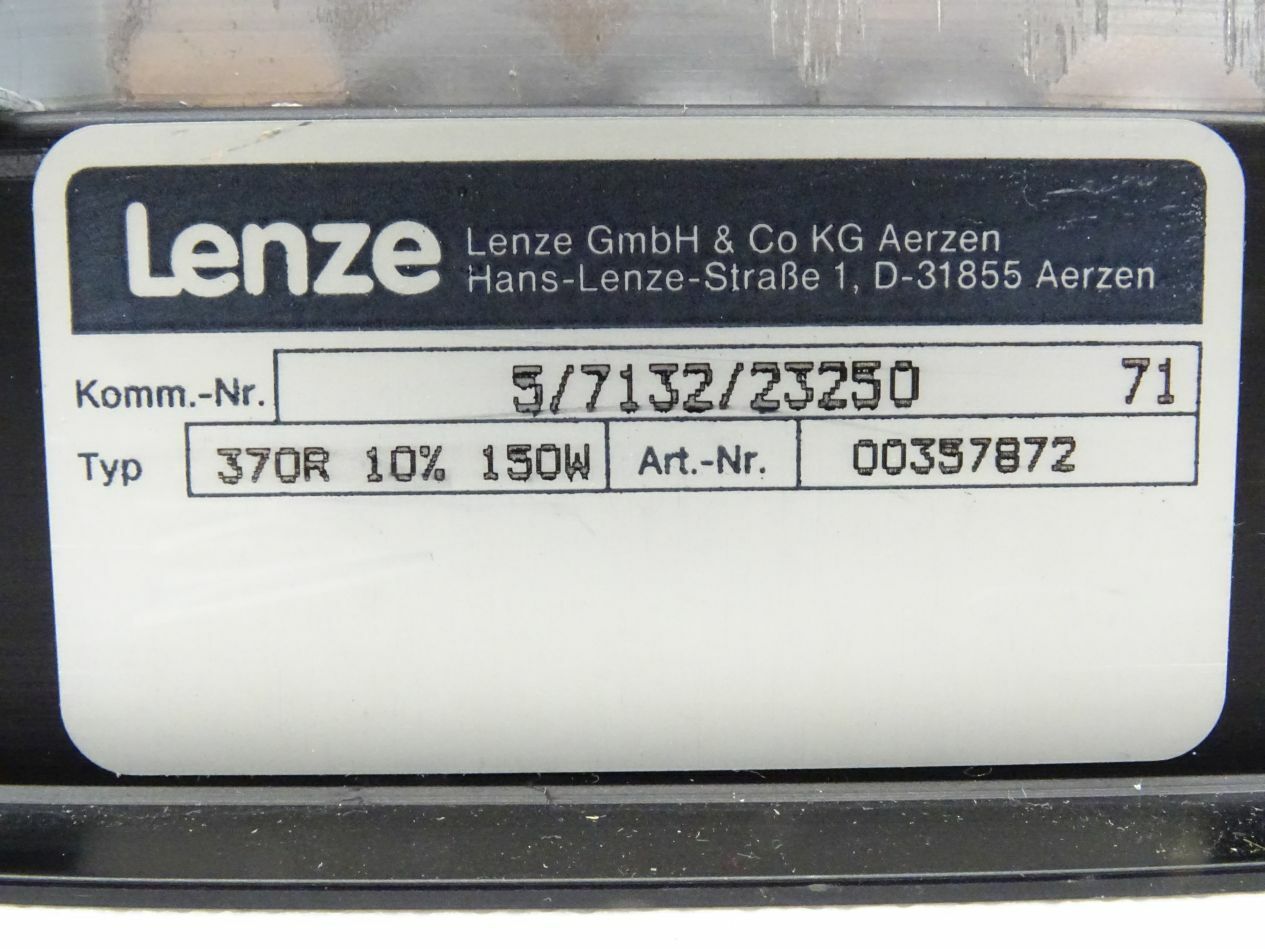 Lenze
Lenze GmbH & Co KG Aerzen
Hans-Lenze-Straße 1, D-31855 Aerzen
Komm.-Nr. 5/7132/23250 71
Typ 370R 10% 150W Art.-Nr. 00357872